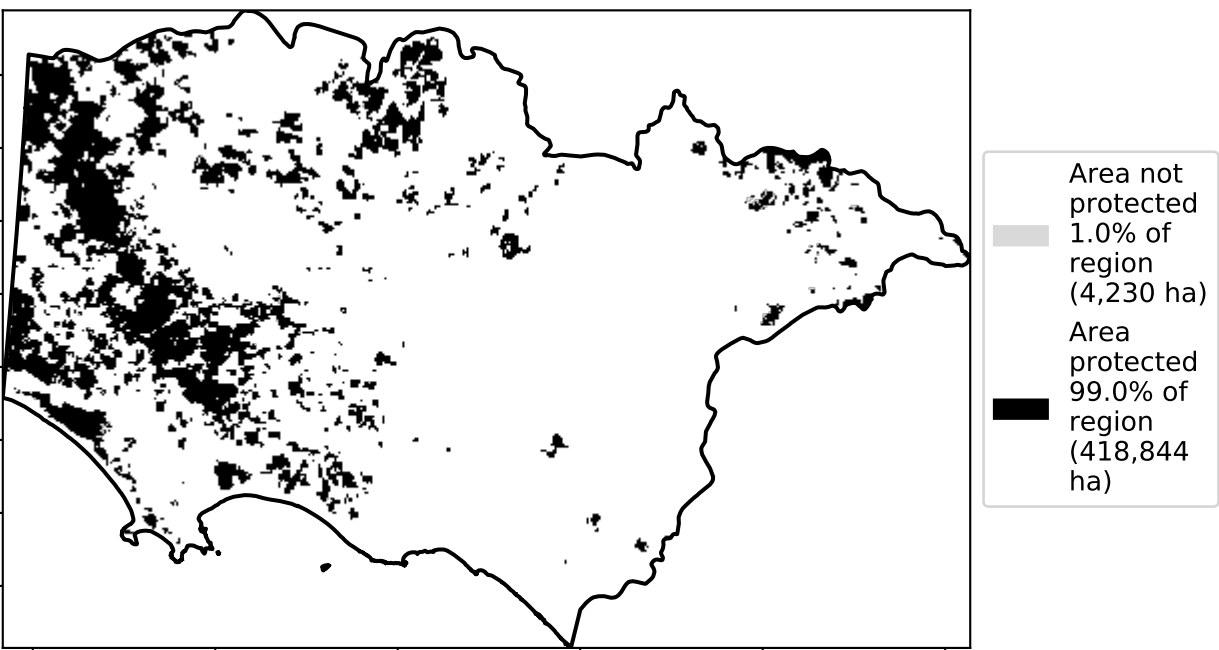 Area not
protected
1.0% of
region
(4,230 ha)
Area
protected
99.0% of
region
(418,844
ha)